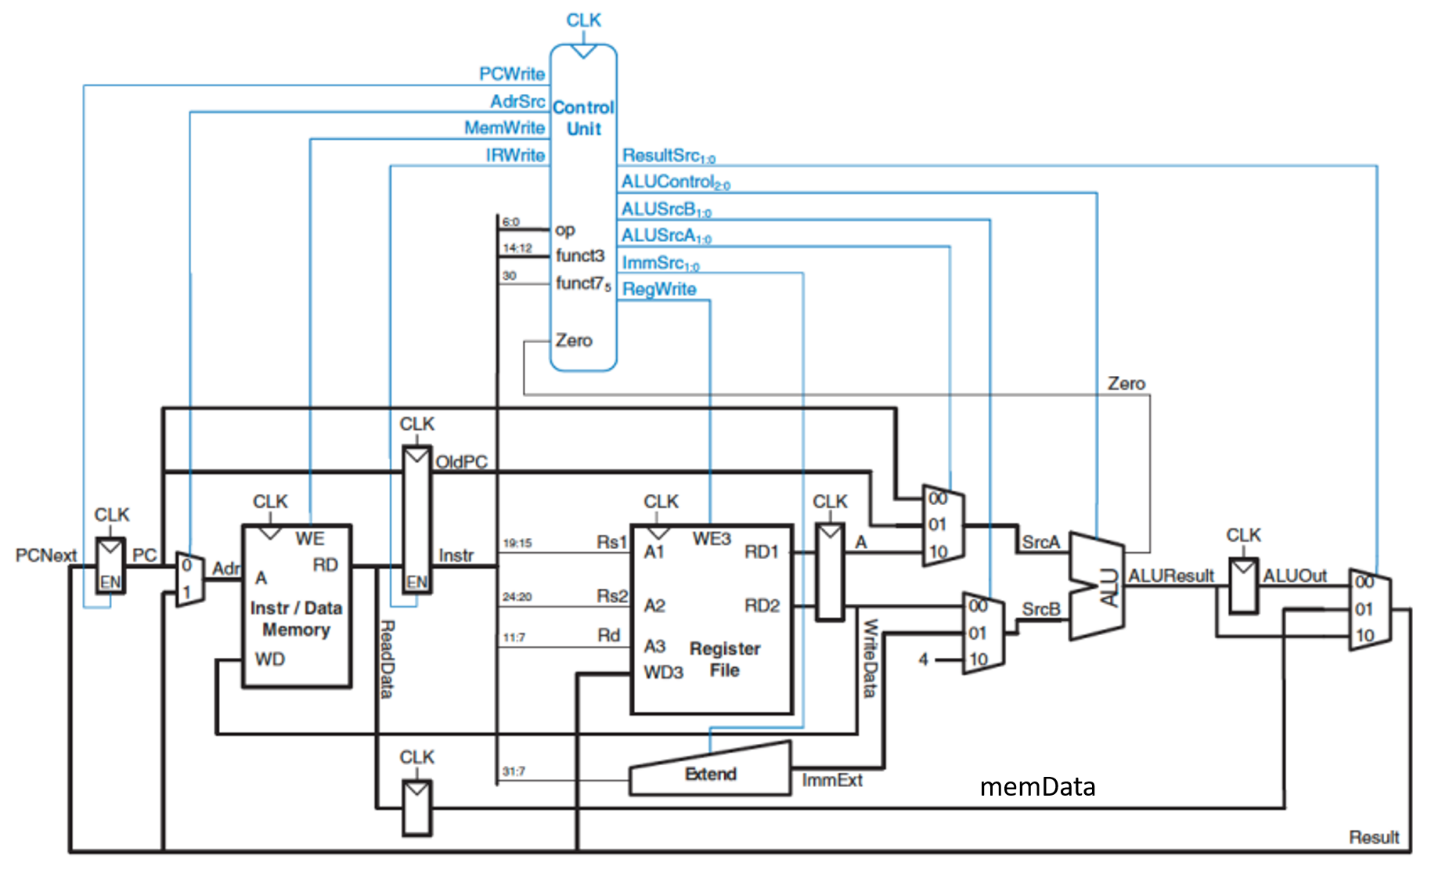 CLK
PCWrite
AdrSrc
MemWrite
IRWrite
Control
Unit
ResultSrc1:0
ALUControl2:0
ALUSrcB1:0
ALUSrcA1:0
ImmSrc1:0
RegWrite
6:0
op
14:12
funct3
30
funct75
Zero
Zero
CLK
OldPC
CLK
CLK
CLK
CLK
CLK
PCNext
PC
EN
0
1
Adr
WE
A
RD
Instr / Data
Memory
WD
ReadData
EN
Instr
19:15
Rs1
24:20
Rs2
11:7
Rd
A1
WE3
RD1
A2
RD2
A3
Register
File
WD3
A
WriteData
00
01
10
00
01
10
4
SrcA
SrcB
ALU
ALUResult
ALUOut
00
01
10
CLK
31:7
Extend
ImmExt
memData
Result